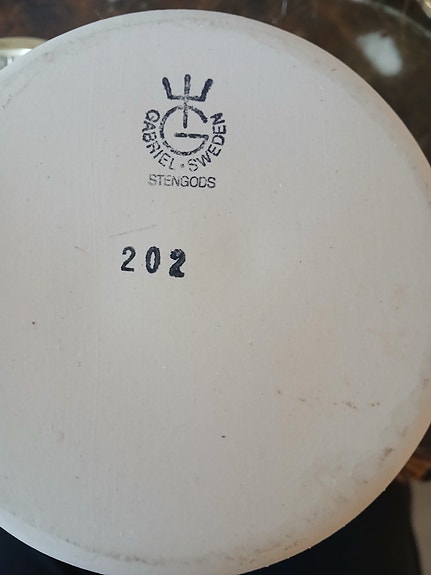 G
GABRIEL · SWEDEN
STENGODS
202